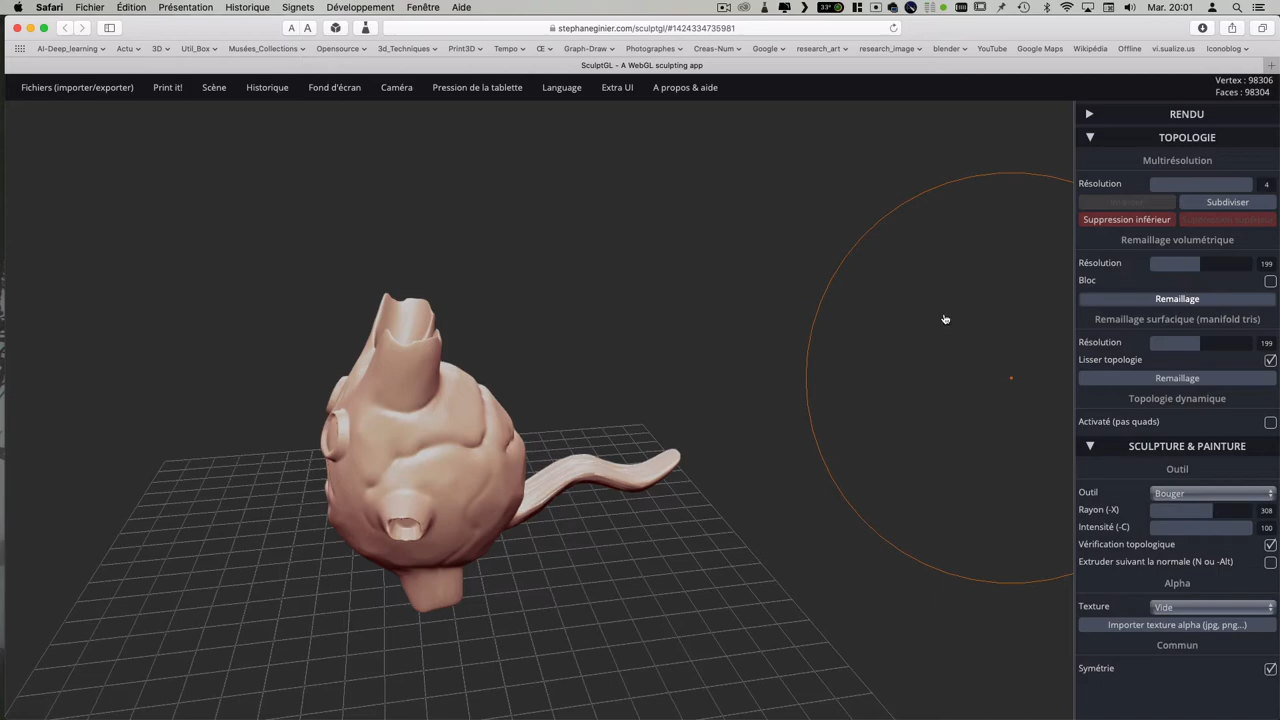 Safari Fichier Édition Présentation Historique Signets Développement Fenêtre Aide 33° Mar. 20:01
A A stephaneginier.com/sculptgl/#1424334735981
AI-Deep_learning Actu 3D Util_Box Musées_Collections Opensource 3d_Techniques Print3D Tempo Œ Graph-Draw Photographes Creas-Num Google research_art research_image blender YouTube Google Maps Wikipédia Offline vi.sualize.us Iconoblog
SculptGL - A WebGL sculpting app
Fichiers (importer/exporter) Print it! Scène Historique Fond d'écran Caméra Pression de la tablette Language Extra UI A propos & aide
Vertex : 98306
Faces : 98304
RENDU
TOPOLOGIE
Multirésolution
Résolution 4
Subdiviser
Suppression inférieur
Remaillage volumétrique
Résolution 199
Bloc
Remaillage
Remaillage surfacique (manifold tris)
Résolution 199
Lisser topologie
Remaillage
Topologie dynamique
Activaté (pas quads)
SCULPTURE & PEINTURE
Outil
Outil Bouger
Rayon (-X) 308
Intensité (-C) 100
Vérification topologique
Extruder suivant la normale (N ou -Alt)
Alpha
Texture Vide
Importer texture alpha (jpg, png...)
Commun
Symétrie